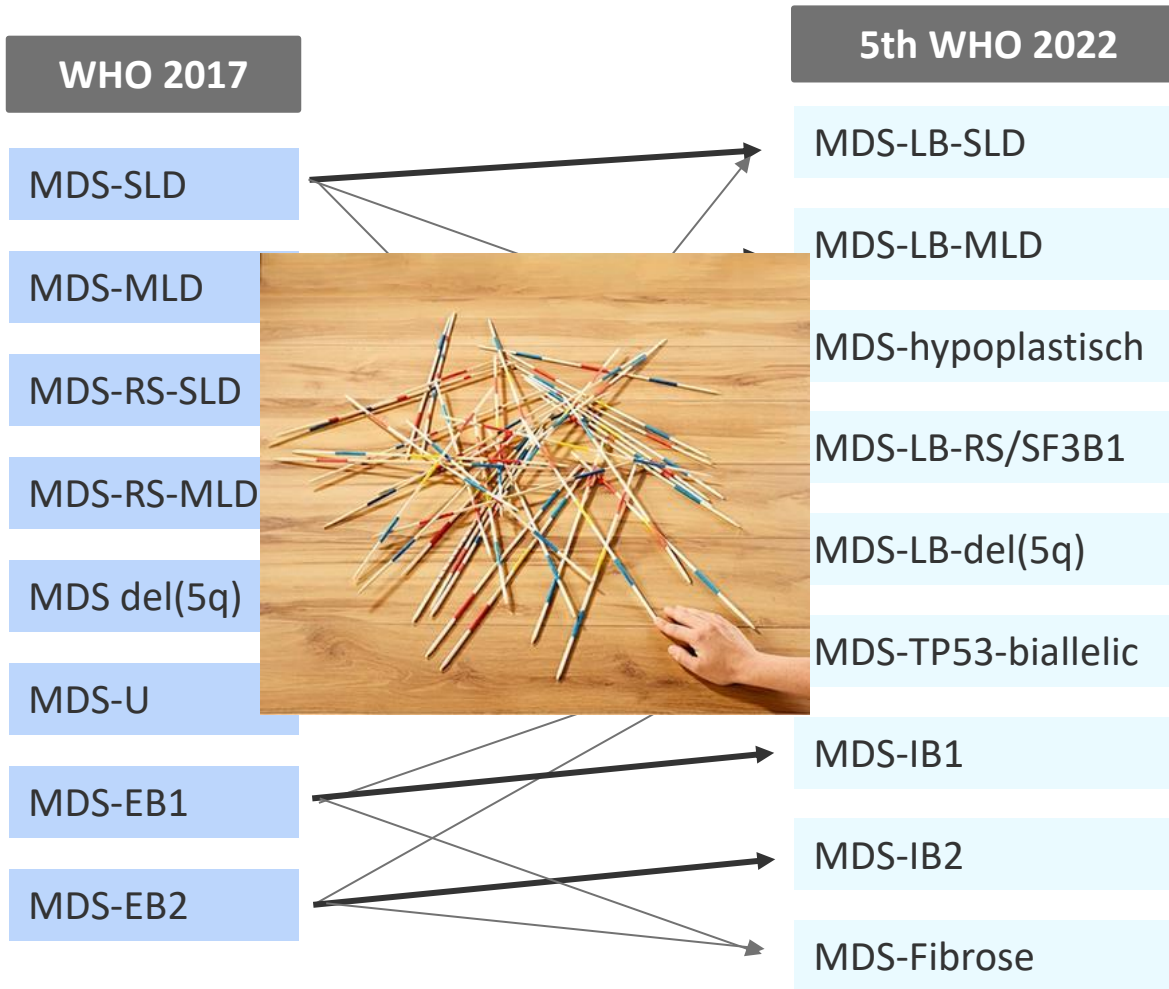 WHO 2017
MDS-SLD
MDS-MLD
MDS-RS-SLD
MDS-RS-MLD
MDS del(5q)
MDS-U
MDS-EB1
MDS-EB2
5th WHO 2022
MDS-LB-SLD
MDS-LB-MLD
MDS-hypoplastisch
MDS-LB-RS/SF3B1
MDS-LB-del(5q)
MDS-TP53-biallelic
MDS-IB1
MDS-IB2
MDS-Fibrose